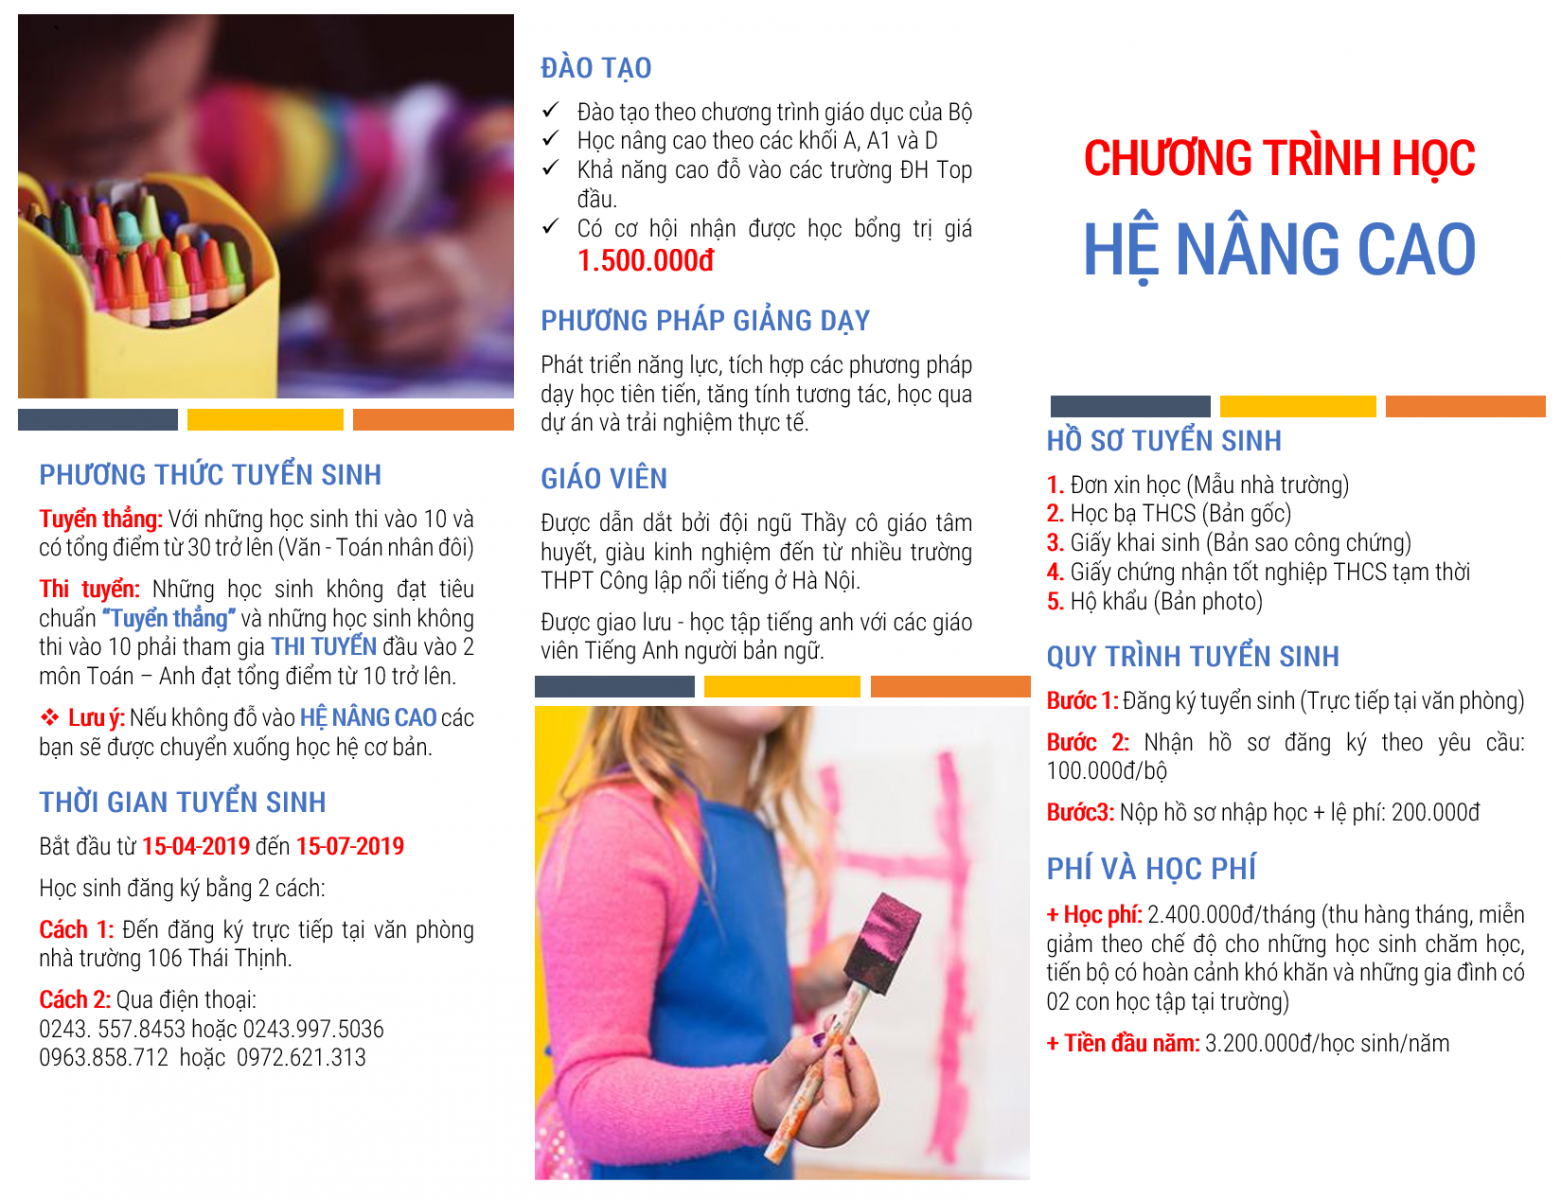 PHƯƠNG THỨC TUYỂN SINH
Tuyển thẳng: Với những học sinh thi vào 10 và
có tổng điểm từ 30 trở lên (Văn - Toán nhân đôi)
Thi tuyển: Những học sinh không đạt tiêu
chuẩn “Tuyển thẳng” và những học sinh không
thi vào 10 phải tham gia THI TUYỂN đầu vào 2
môn Toán – Anh đạt tổng điểm từ 10 trở lên.
❖ Lưu ý: Nếu không đỗ vào HỆ NÂNG CAO các
bạn sẽ được chuyển xuống học hệ cơ bản.
THỜI GIAN TUYỂN SINH
Bắt đầu từ 15-04-2019 đến 15-07-2019
Học sinh đăng ký bằng 2 cách:
Cách 1: Đến đăng ký trực tiếp tại văn phòng
nhà trường 106 Thái Thịnh.
Cách 2: Qua điện thoại:
0243. 557.8453 hoặc 0243.997.5036
0963.858.712 hoặc 0972.621.313
ĐÀO TẠO
✓ Đào tạo theo chương trình giáo dục của Bộ
✓ Học nâng cao theo các khối A, A1 và D
✓ Khả năng cao đỗ vào các trường ĐH Top
đầu.
✓ Có cơ hội nhận được học bổng trị giá
1.500.000đ
PHƯƠNG PHÁP GIẢNG DẠY
Phát triển năng lực, tích hợp các phương pháp
dạy học tiên tiến, tăng tính tương tác, học qua
dự án và trải nghiệm thực tế.
GIÁO VIÊN
Được dẫn dắt bởi đội ngũ Thầy cô giáo tâm
huyết, giàu kinh nghiệm đến từ nhiều trường
THPT Công lập nổi tiếng ở Hà Nội.
Được giao lưu - học tập tiếng anh với các giáo
viên Tiếng Anh người bản ngữ.
CHƯƠNG TRÌNH HỌC
HỆ NÂNG CAO
HỒ SƠ TUYỂN SINH
1. Đơn xin học (Mẫu nhà trường)
2. Học bạ THCS (Bản gốc)
3. Giấy khai sinh (Bản sao công chứng)
4. Giấy chứng nhận tốt nghiệp THCS tạm thời
5. Hộ khẩu (Bản photo)
QUY TRÌNH TUYỂN SINH
Bước 1: Đăng ký tuyển sinh (Trực tiếp tại văn phòng)
Bước 2: Nhận hồ sơ đăng ký theo yêu cầu:
100.000đ/bộ
Bước3: Nộp hồ sơ nhập học + lệ phí: 200.000đ
PHÍ VÀ HỌC PHÍ
+ Học phí: 2.400.000đ/tháng (thu hàng tháng, miễn
giảm theo chế độ cho những học sinh chăm học,
tiến bộ có hoàn cảnh khó khăn và những gia đình có
02 con học tập tại trường)
+ Tiền đầu năm: 3.200.000đ/học sinh/năm